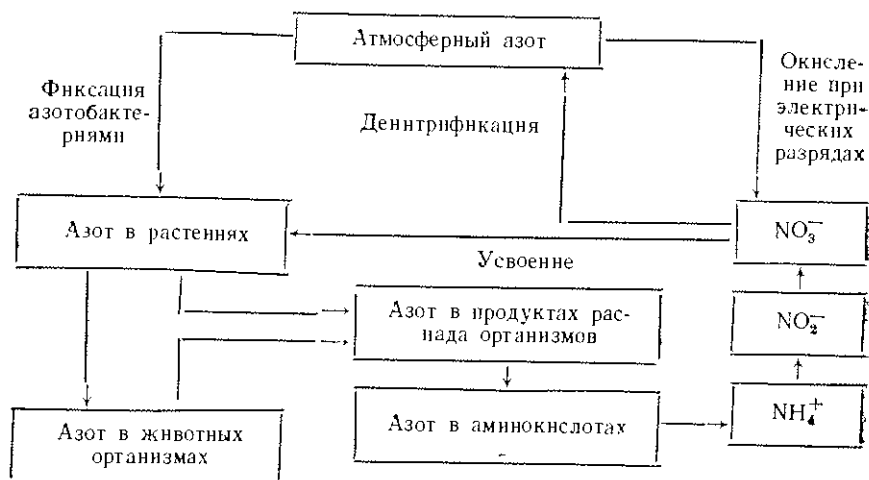 Атмосферный азот
Фиксация
азотобакте-
риями
Денитрификация
Окисле-
ние при
электри-
ческих
разрядах
Азот в растениях
NO₃⁻
Усвоение
Азот в продуктах рас-
пада организмов
NO₂⁻
Азот в животных
организмах
Азот в аминокислотах
NH₄⁺